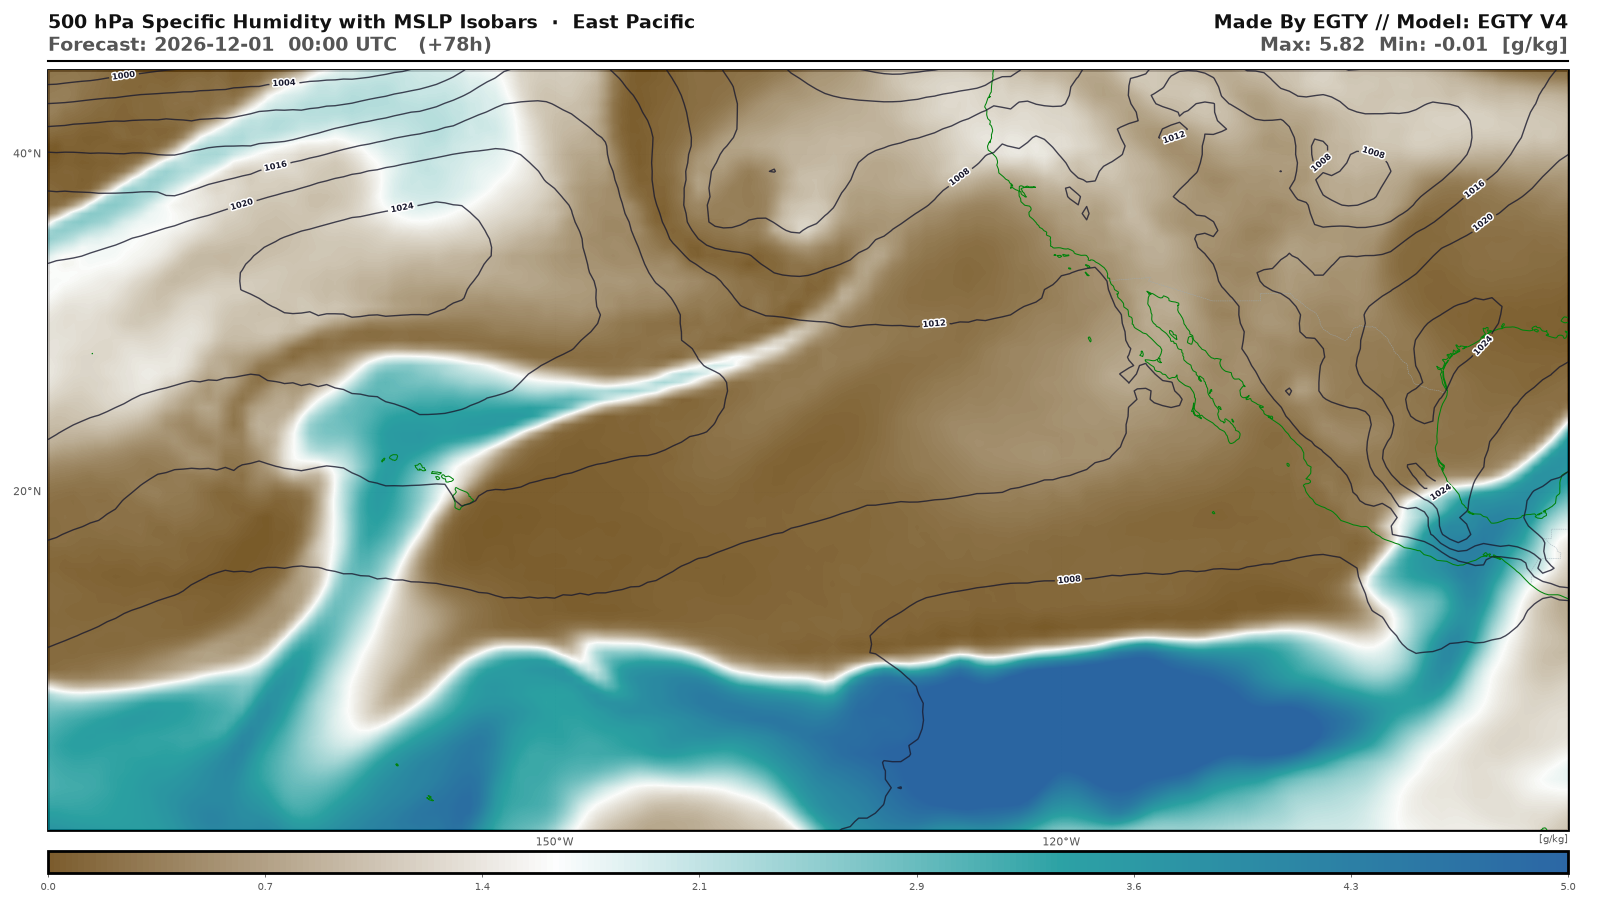 500 hPa Specific Humidity with MSLP Isobars · East Pacific
Made By EGTY // Model: EGTY V4
Forecast: 2026-12-01 00:00 UTC (+78h)
Max: 5.82 Min: -0.01 [g/kg]
1000
1004
1012
1008
1008
40°N
1016
1008
1016
1020
1024
1020
1012
1024
20°N
1024
1008
150°W
120°W
[g/kg]
0.0
0.7
1.4
2.1
2.9
3.6
4.3
5.0